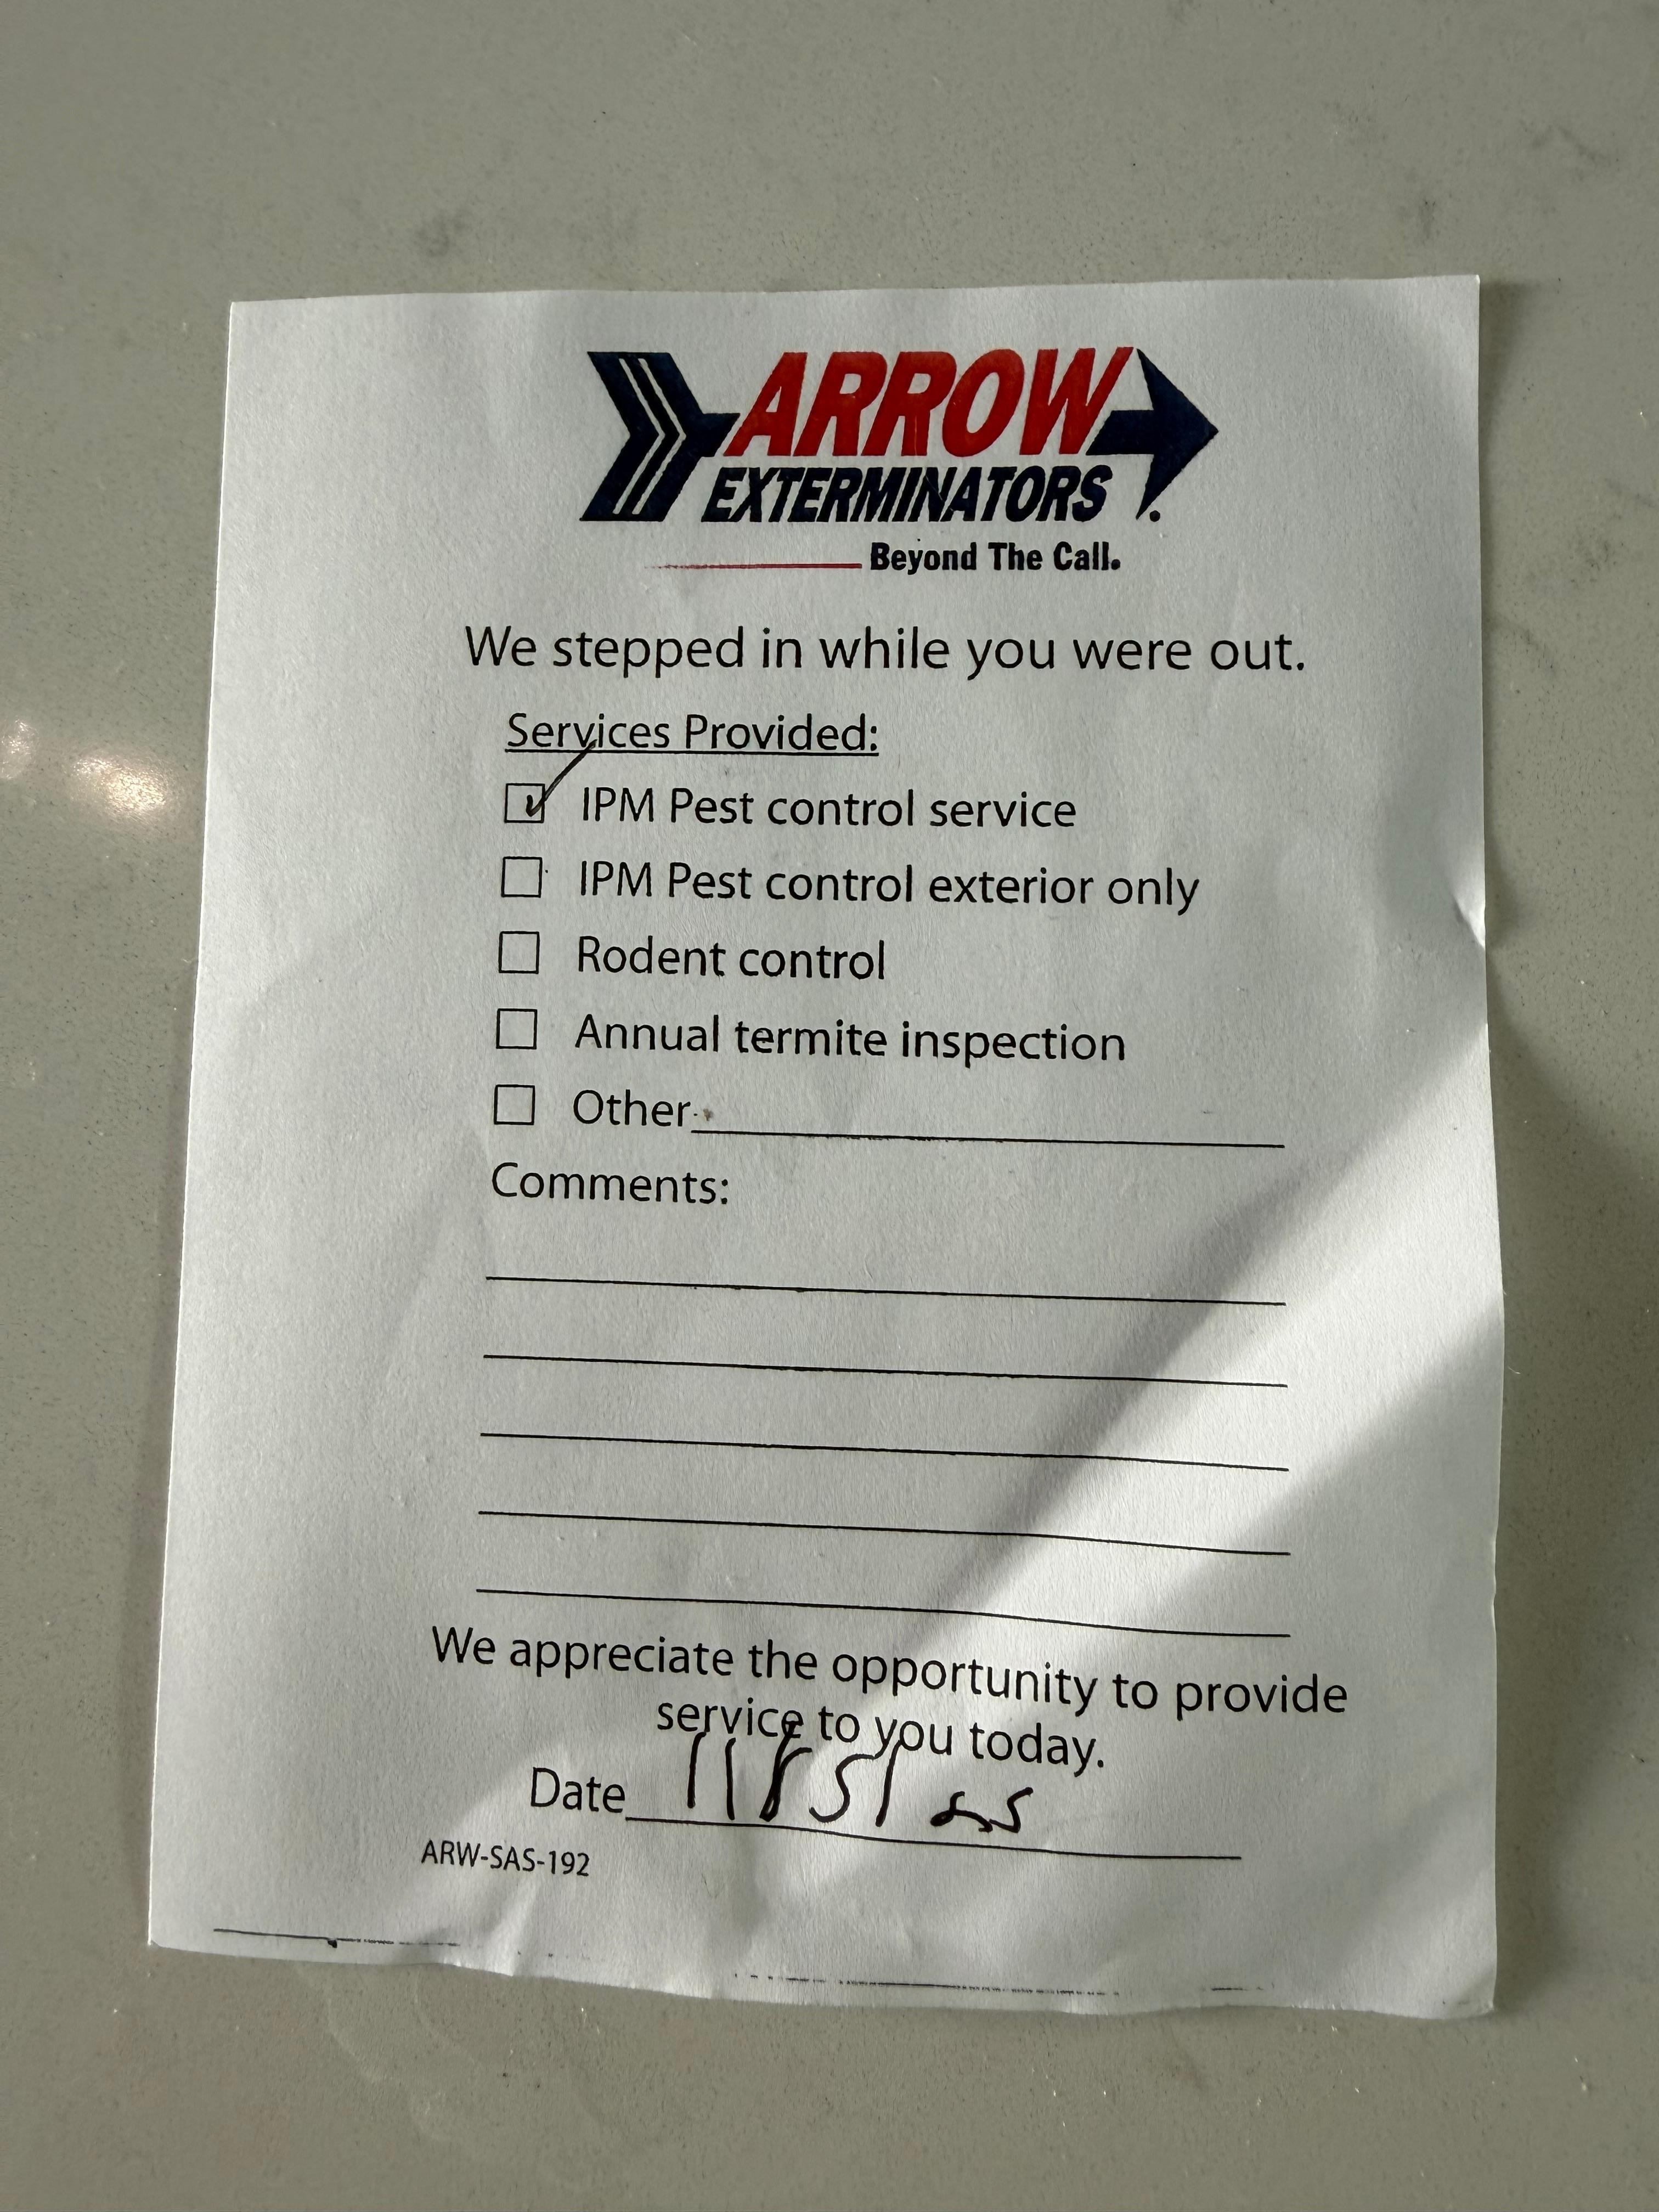 ARROW
EXTERMINATORS.
Beyond The Call.
We stepped in while you were out.
Services Provided:
IPM Pest control service
IPM Pest control exterior only
Rodent control
Annual termite inspection
Other
Comments:
We appreciate the opportunity to provide
service to you today.
Date
ARW-SAS-192